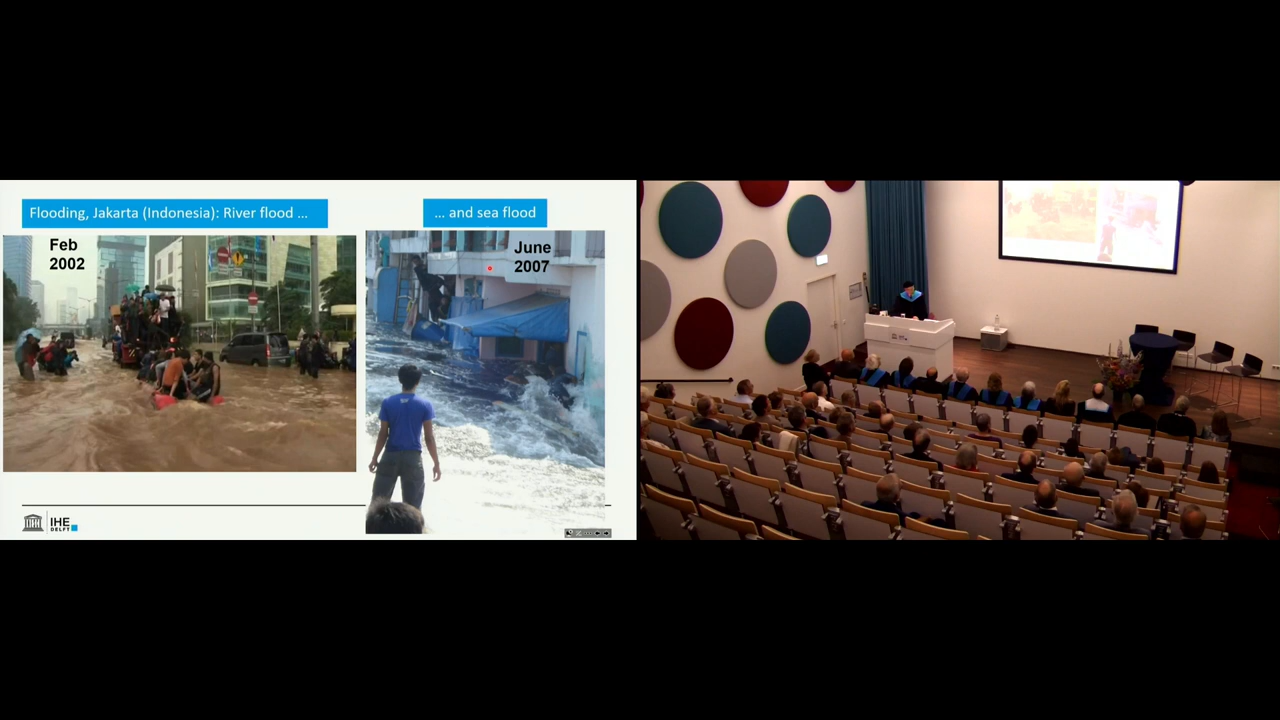 Flooding, Jakarta (Indonesia): River flood ...
... and sea flood
Feb
2002
June
2007
IHE
DELFT